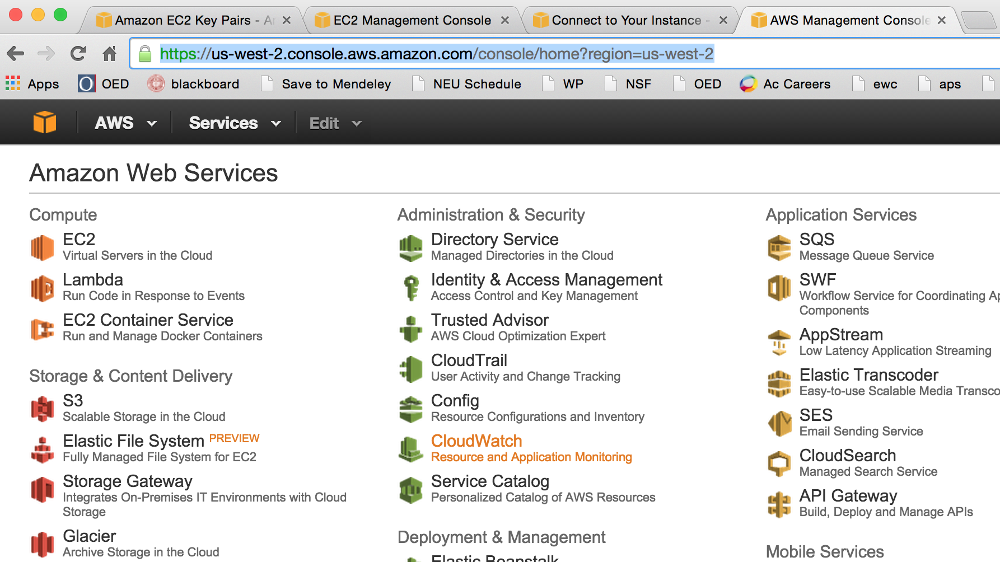 Amazon EC2 Key Pairs -
EC2 Management Console
Connect to Your Instance -
AWS Management Console
https://us-west-2.console.aws.amazon.com/console/home?region=us-west-2
Apps OED blackboard Save to Mendeley NEU Schedule WP NSF OED Ac Careers ewc aps
AWS Services Edit
Amazon Web Services
Compute
EC2
Virtual Servers in the Cloud
Lambda
Run Code in Response to Events
EC2 Container Service
Run and Manage Docker Containers
Storage & Content Delivery
S3
Scalable Storage in the Cloud
Elastic File System PREVIEW
Fully Managed File System for EC2
Storage Gateway
Integrates On-Premises IT Environments with Cloud
Storage
Glacier
Archive Storage in the Cloud
Administration & Security
Directory Service
Managed Directories in the Cloud
Identity & Access Management
Access Control and Key Management
Trusted Advisor
AWS Cloud Optimization Expert
CloudTrail
User Activity and Change Tracking
Config
Resource Configurations and Inventory
CloudWatch
Resource and Application Monitoring
Service Catalog
Personalized Catalog of AWS Resources
Deployment & Management
Elastic Beanstalk
Application Services
SQS
Message Queue Service
SWF
Workflow Service for Coordinating
Components
AppStream
Low Latency Application Streaming
Elastic Transcoder
Easy-to-use Scalable Media
SES
Email Sending Service
CloudSearch
Managed Search Service
API Gateway
Build, Deploy and Manage APIs
Mobile Services